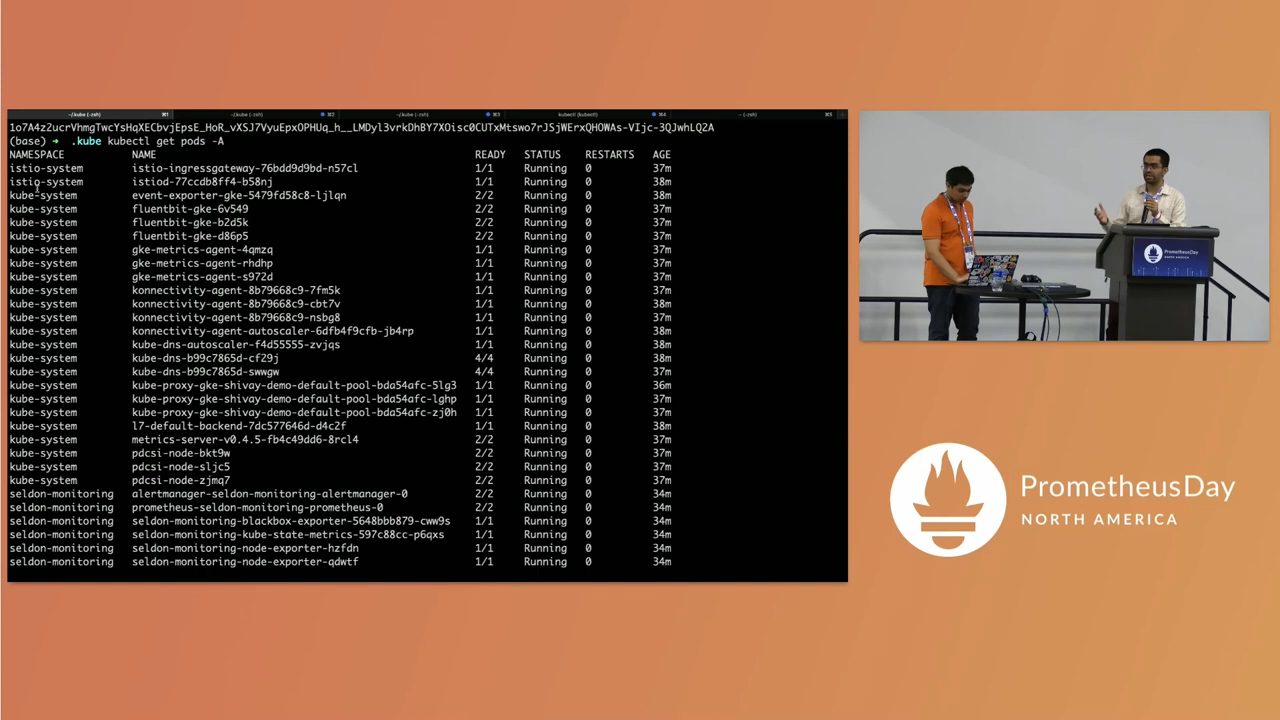 ~/.kube (-zsh) ⌘1 ~/.kube (-zsh) ⌘2 ~/.kube (-zsh) ⌘3 kubectl (kubectl) ⌘4 ~ (-zsh) ⌘5
1o7A4z2ucrVhmgTwcYsHqXECbvjEpsE_HoR_vXSJ7VyuEpxOPHUq_h__LMDyl3vrkDhBY7XOisc0CUTxMtswo7rJSjWErxQHOWAs-VIjc-3QJwhLQ2A
(base) ➜ .kube kubectl get pods -A
NAMESPACE NAME READY STATUS RESTARTS AGE
istio-system istio-ingressgateway-76bdd9d9bd-n57cl 1/1 Running 0 37m
istio-system istiod-77ccdb8ff4-b58nj 1/1 Running 0 38m
kube-system event-exporter-gke-5479fd58c8-ljlqn 2/2 Running 0 38m
kube-system fluentbit-gke-6v549 2/2 Running 0 37m
kube-system fluentbit-gke-b2d5k 2/2 Running 0 37m
kube-system fluentbit-gke-d86p5 2/2 Running 0 37m
kube-system gke-metrics-agent-4qmzq 1/1 Running 0 37m
kube-system gke-metrics-agent-rhdhp 1/1 Running 0 37m
kube-system gke-metrics-agent-s972d 1/1 Running 0 37m
kube-system konnectivity-agent-8b79668c9-7fm5k 1/1 Running 0 37m
kube-system konnectivity-agent-8b79668c9-cbt7v 1/1 Running 0 38m
kube-system konnectivity-agent-8b79668c9-nsbg8 1/1 Running 0 37m
kube-system konnectivity-agent-autoscaler-6dfb4f9cfb-jb4rp 1/1 Running 0 38m
kube-system kube-dns-autoscaler-f4d55555-zvjqs 1/1 Running 0 38m
kube-system kube-dns-b99c7865d-cf29j 4/4 Running 0 38m
kube-system kube-dns-b99c7865d-swwgw 4/4 Running 0 37m
kube-system kube-proxy-gke-shivay-demo-default-pool-bda54afc-5lg3 1/1 Running 0 36m
kube-system kube-proxy-gke-shivay-demo-default-pool-bda54afc-lghp 1/1 Running 0 37m
kube-system kube-proxy-gke-shivay-demo-default-pool-bda54afc-zj0h 1/1 Running 0 37m
kube-system l7-default-backend-7dc577646d-d4c2f 1/1 Running 0 38m
kube-system metrics-server-v0.4.5-fb4c49dd6-8rcl4 2/2 Running 0 37m
kube-system pdcsi-node-bkt9w 2/2 Running 0 37m
kube-system pdcsi-node-sljc5 2/2 Running 0 37m
kube-system pdcsi-node-zjmq7 2/2 Running 0 37m
seldon-monitoring alertmanager-seldon-monitoring-alertmanager-0 2/2 Running 0 34m
seldon-monitoring prometheus-seldon-monitoring-prometheus-0 2/2 Running 0 34m
seldon-monitoring seldon-monitoring-blackbox-exporter-5648bbb879-cww9s 1/1 Running 0 34m
seldon-monitoring seldon-monitoring-kube-state-metrics-597c88cc-p6qxs 1/1 Running 0 34m
seldon-monitoring seldon-monitoring-node-exporter-hzfdn 1/1 Running 0 34m
seldon-monitoring seldon-monitoring-node-exporter-qdwtf 1/1 Running 0 34m
PrometheusDay
NORTH AMERICA
PrometheusDay
NORTH AMERICA